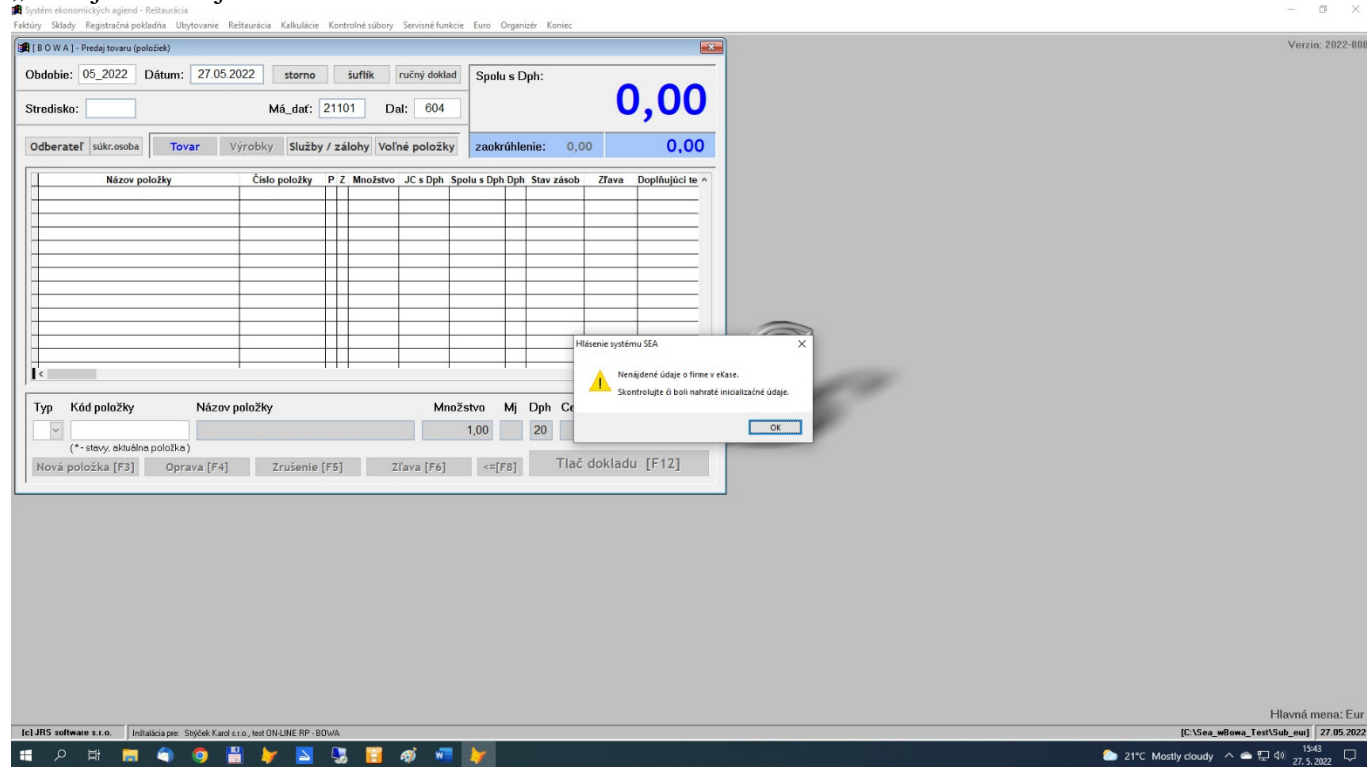 Systém ekonomických agiend - Reštaurácia
Faktúry Sklady Registračná pokladňa Ubytovanie Reštaurácia Kalkulácie Kontrolné súbory Servisné funkcie Euro Organizér Koniec
Verzia: 2022-008
[ B O W A ] - Predaj tovaru (položiek)
Obdobie: 05_2022 Dátum: 27.05.2022 storno šuflík ručný doklad Spolu s Dph:
0,00
Stredisko: Má_dať: 21101 Dal: 604
Odberateľ súkr.osoba Tovar Výrobky Služby / zálohy Voľné položky zaokrúhlenie: 0,00 0,00
Názov položky Číslo položky P Z Množstvo JC s Dph Spolu s Dph Dph Stav zásob Zľava Doplňujúci te
Hlásenie systému SEA
Nenájdené údaje o firme v eKase.
Skontrolujte či boli nahraté inicializačné údaje.
OK
Typ Kód položky Názov položky Množstvo Mj Dph Ce
1,00 20
(*- stavy, aktuálna položka)
Nová položka [F3] Oprava [F4] Zrušenie [F5] Zľava [F6] <=[F8] Tlač dokladu [F12]
Hlavná mena: Eur
(c) JRS software s.r.o. Inštalácia pre: Strýček Karol s.r.o., test ON-LINE RP - BOWA [C:\Sea_wBowa_Test\Sub_eur] 27.05.2022
21°C Mostly cloudy 15:43
27. 5. 2022